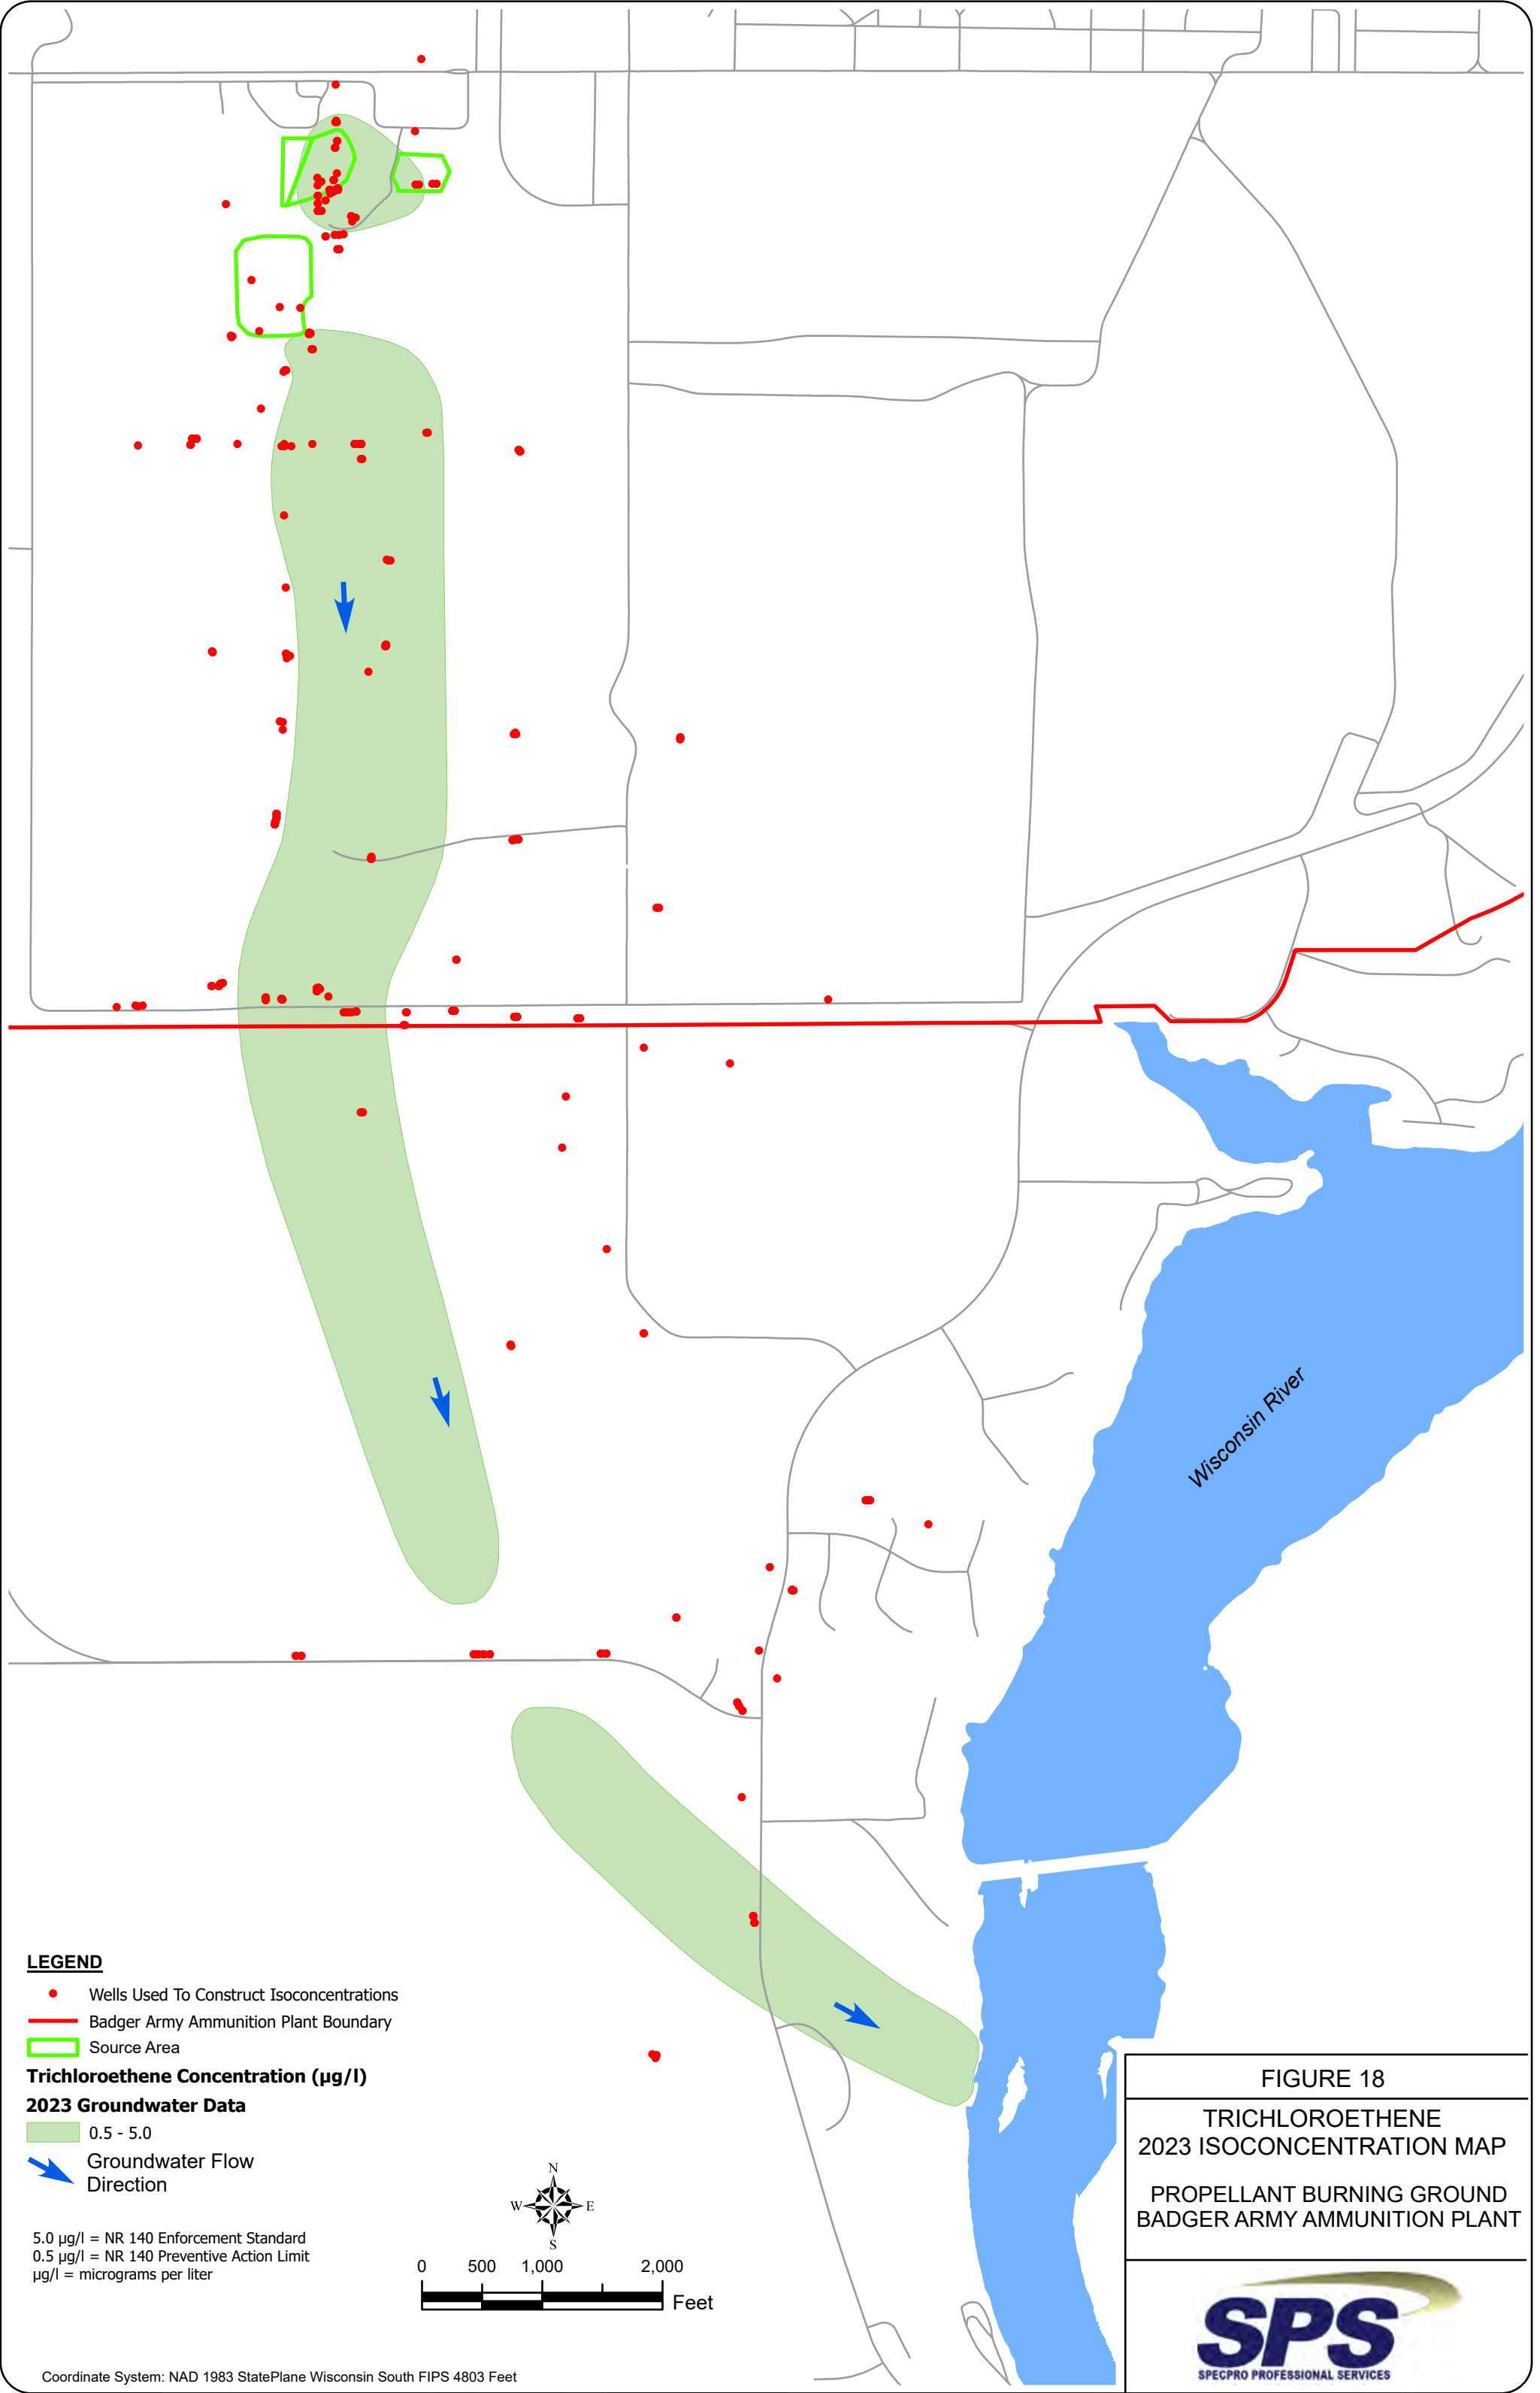 Wisconsin River
LEGEND
Wells Used To Construct Isoconcentrations
Badger Army Ammunition Plant Boundary
Source Area
Trichloroethene Concentration (µg/l)
2023 Groundwater Data
0.5 - 5.0
Groundwater Flow
Direction
5.0 µg/l = NR 140 Enforcement Standard
0.5 µg/l = NR 140 Preventive Action Limit
µg/l = micrograms per liter
N
W E
S
0 500 1,000 2,000
Feet
Coordinate System: NAD 1983 StatePlane Wisconsin South FIPS 4803 Feet
FIGURE 18
TRICHLOROETHENE
2023 ISOCONCENTRATION MAP
PROPELLANT BURNING GROUND
BADGER ARMY AMMUNITION PLANT
SPS
SPECPRO PROFESSIONAL SERVICES